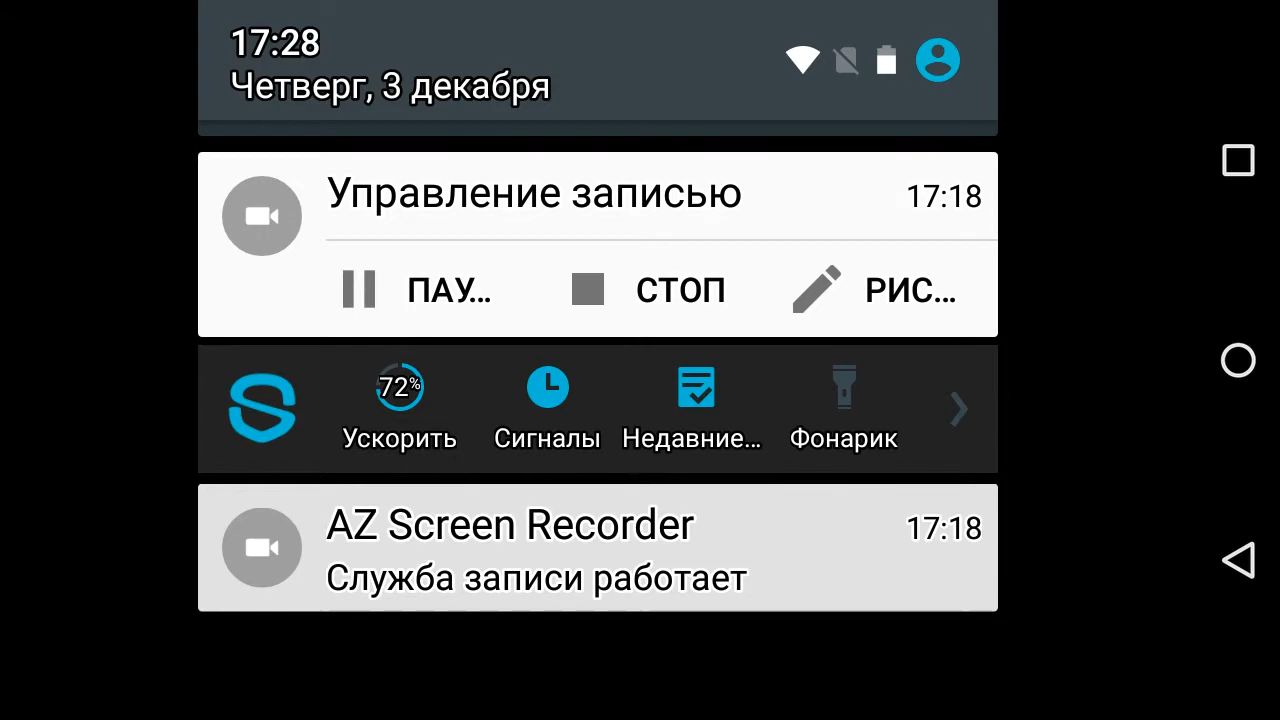 17:28
Четверг, 3 декабря
Управление записью 17:18
ПАУ... СТОП РИС...
72%
Ускорить Сигналы Недавние... Фонарик
AZ Screen Recorder 17:18
Служба записи работает